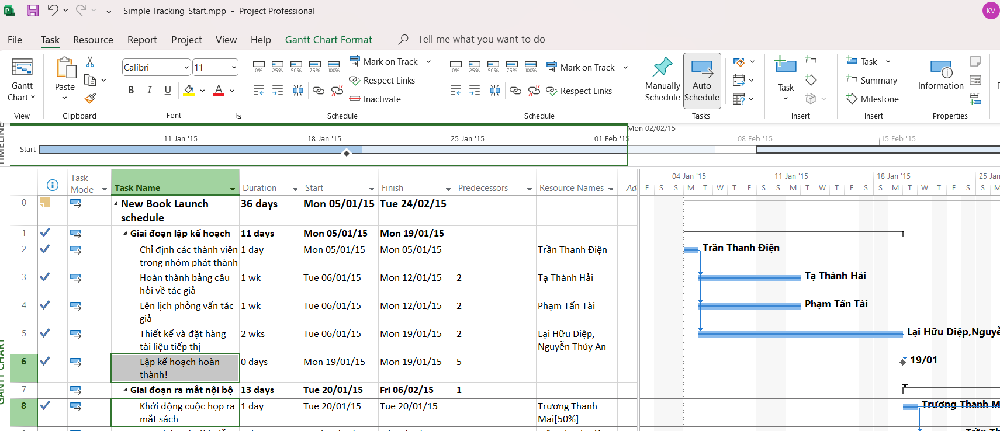 Simple Tracking_Start.mpp - Project Professional
KV
File Task Resource Report Project View Help Gantt Chart Format Tell me what you want to do
Gantt
Chart
View
Paste
Clipboard
Calibri 11
B I U A
Font
0% 25% 50% 75% 100%
Mark on Track
Respect Links
Inactivate
Schedule
0% 25% 50% 75% 100%
Mark on Track
Respect Links
Schedule
Manually
Schedule
Auto
Schedule
Tasks
Task
Insert
Task
Summary
Milestone
Insert
Information
Properties
TIMELINE
Mon 02/02/15
11 Jan '15 18 Jan '15 25 Jan '15 01 Feb '15 08 Feb '15 15 Feb '15
Start
Task
Mode
Task Name Duration Start Finish Predecessors Resource Names Ad
04 Jan '15 11 Jan '15 18 Jan '15 25 Jan
F S S M T W T F S S M T W T F S S M T W T F S S M
0 New Book Launch 36 days Mon 05/01/15 Tue 24/02/15
schedule
1 Giai đoạn lập kế hoạch 11 days Mon 05/01/15 Mon 19/01/15
2 Chỉ định các thành viên 1 day Mon 05/01/15 Mon 05/01/15 Trần Thanh Điện
trong nhóm phát thành
Trần Thanh Điện
3 Hoàn thành bảng câu 1 wk Tue 06/01/15 Mon 12/01/15 2 Tạ Thành Hải
hỏi về tác giả
Tạ Thành Hải
4 Lên lịch phỏng vấn tác 1 wk Tue 06/01/15 Mon 12/01/15 2 Phạm Tấn Tài
giả
Phạm Tấn Tài
5 Thiết kế và đặt hàng 2 wks Tue 06/01/15 Mon 19/01/15 2 Lại Hữu Diệp,
tài liệu tiếp thị Nguyễn Thúy An
Lại Hữu Diệp,Nguyễ
6 Lập kế hoạch hoàn 0 days Mon 19/01/15 Mon 19/01/15 5
thành!
19/01
7 Giai đoạn ra mắt nội bộ 13 days Tue 20/01/15 Fri 06/02/15 1
8 Khởi động cuộc họp ra 1 day Tue 20/01/15 Tue 20/01/15 Trương Thanh
mắt sách Mai[50%]
Trương Thanh M
GANTT CHART